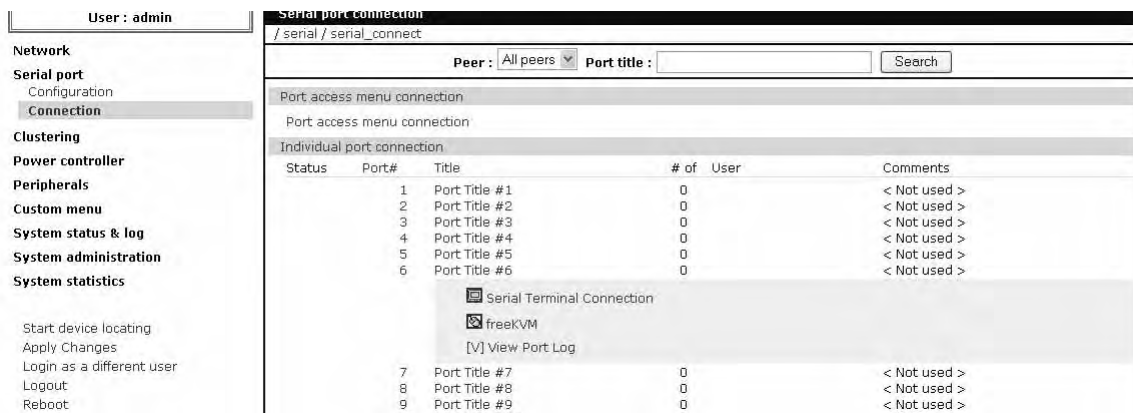 User : admin
Network
Serial port
Configuration
Connection
Clustering
Power controller
Peripherals
Custom menu
System status & log
System administration
System statistics
Start device locating
Apply Changes
Login as a different user
Logout
Reboot
Serial port connection
/ serial / serial_connect
Peer : All peers Port title : Search
Port access menu connection
Port access menu connection
Individual port connection
Status Port# Title # of User Comments
1 Port Title #1 0 < Not used >
2 Port Title #2 0 < Not used >
3 Port Title #3 0 < Not used >
4 Port Title #4 0 < Not used >
5 Port Title #5 0 < Not used >
6 Port Title #6 0 < Not used >
Serial Terminal Connection
freeKVM
[V] View Port Log
7 Port Title #7 0 < Not used >
8 Port Title #8 0 < Not used >
9 Port Title #9 0 < Not used >